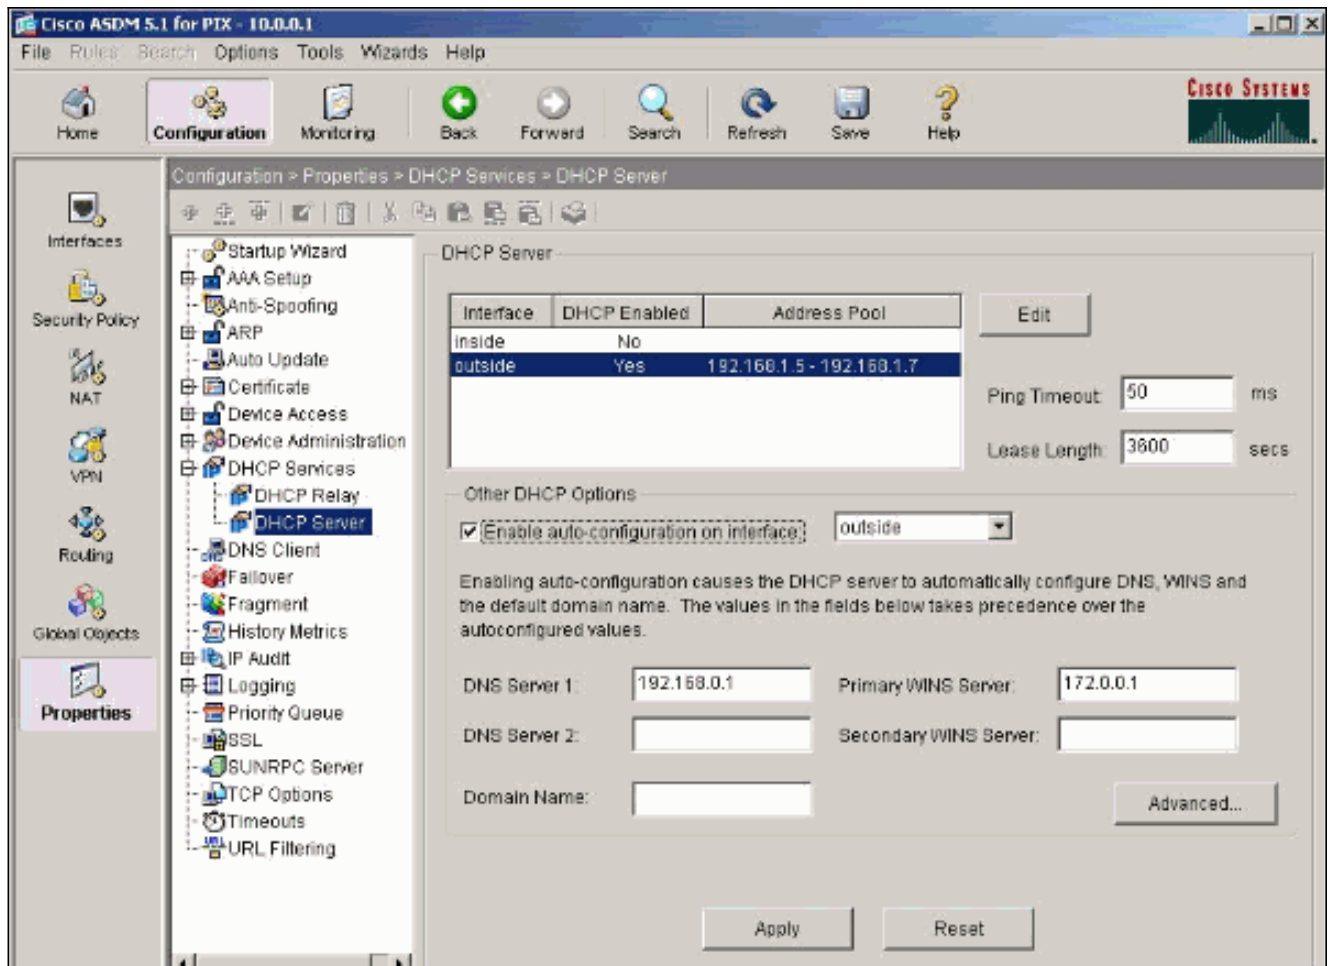 Cisco ASDM 5.1 for PIX - 10.0.0.1
File Rules Search Options Tools Wizards Help
Home Configuration Monitoring Back Forward Search Refresh Save Help
CISCO SYSTEMS
Configuration > Properties > DHCP Services > DHCP Server
Interfaces
Security Policy
NAT
VPN
Routing
Global Objects
Properties
Startup Wizard
AAA Setup
Anti-Spoofing
ARP
Auto Update
Certificate
Device Access
Device Administration
DHCP Services
DHCP Relay
DHCP Server
DNS Client
Failover
Fragment
History Metrics
IP Audit
Logging
Priority Queue
SSL
SUNRPC Server
TCP Options
Timeouts
URL Filtering
DHCP Server
Interface DHCP Enabled Address Pool
inside No
outside Yes 192.168.1.5 - 192.168.1.7
Edit
Ping Timeout: 50 ms
Lease Length: 3600 secs
Other DHCP Options
Enable auto-configuration on interface: outside
Enabling auto-configuration causes the DHCP server to automatically configure DNS, WINS and
the default domain name. The values in the fields below takes precedence over the
autoconfigured values.
DNS Server 1: 192.168.0.1 Primary WINS Server: 172.0.0.1
DNS Server 2: Secondary WINS Server:
Domain Name:
Advanced...
Apply Reset